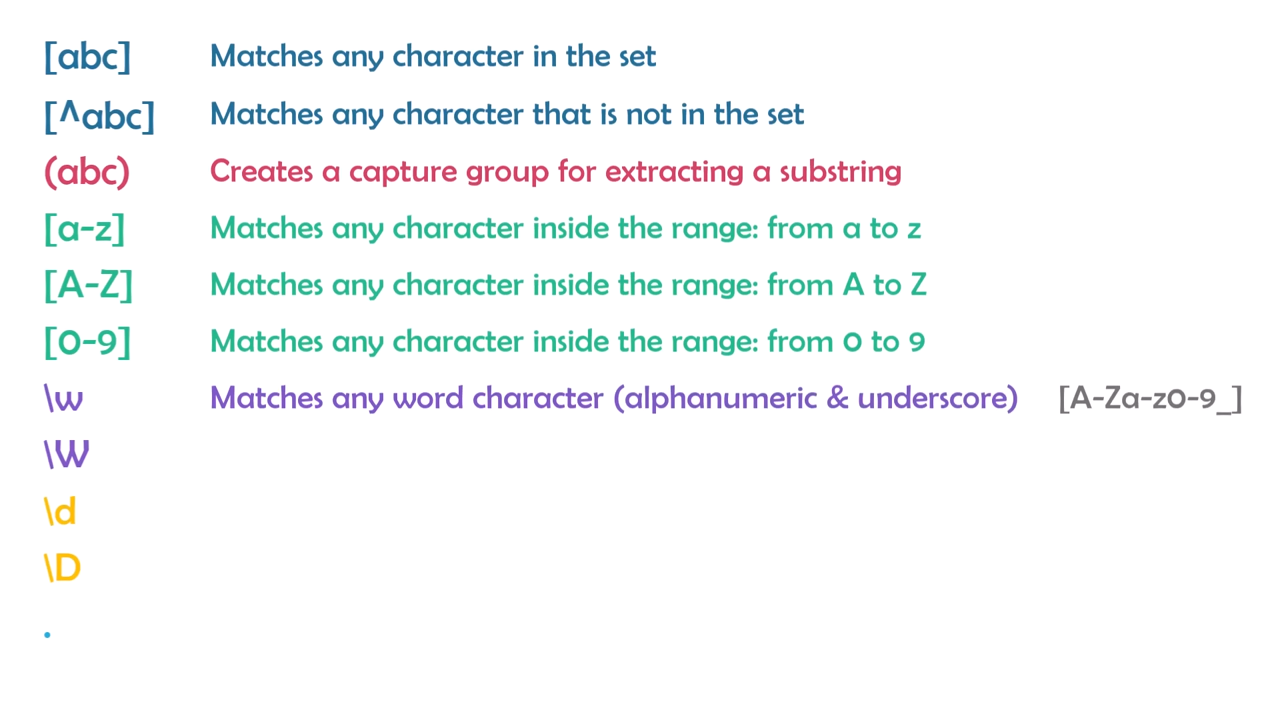 [abc] Matches any character in the set
[^abc] Matches any character that is not in the set
(abc) Creates a capture group for extracting a substring
[a-z] Matches any character inside the range: from a to z
[A-Z] Matches any character inside the range: from A to Z
[0-9] Matches any character inside the range: from 0 to 9
\w Matches any word character (alphanumeric & underscore) [A-Za-z0-9_]
\W
\d
\D
.